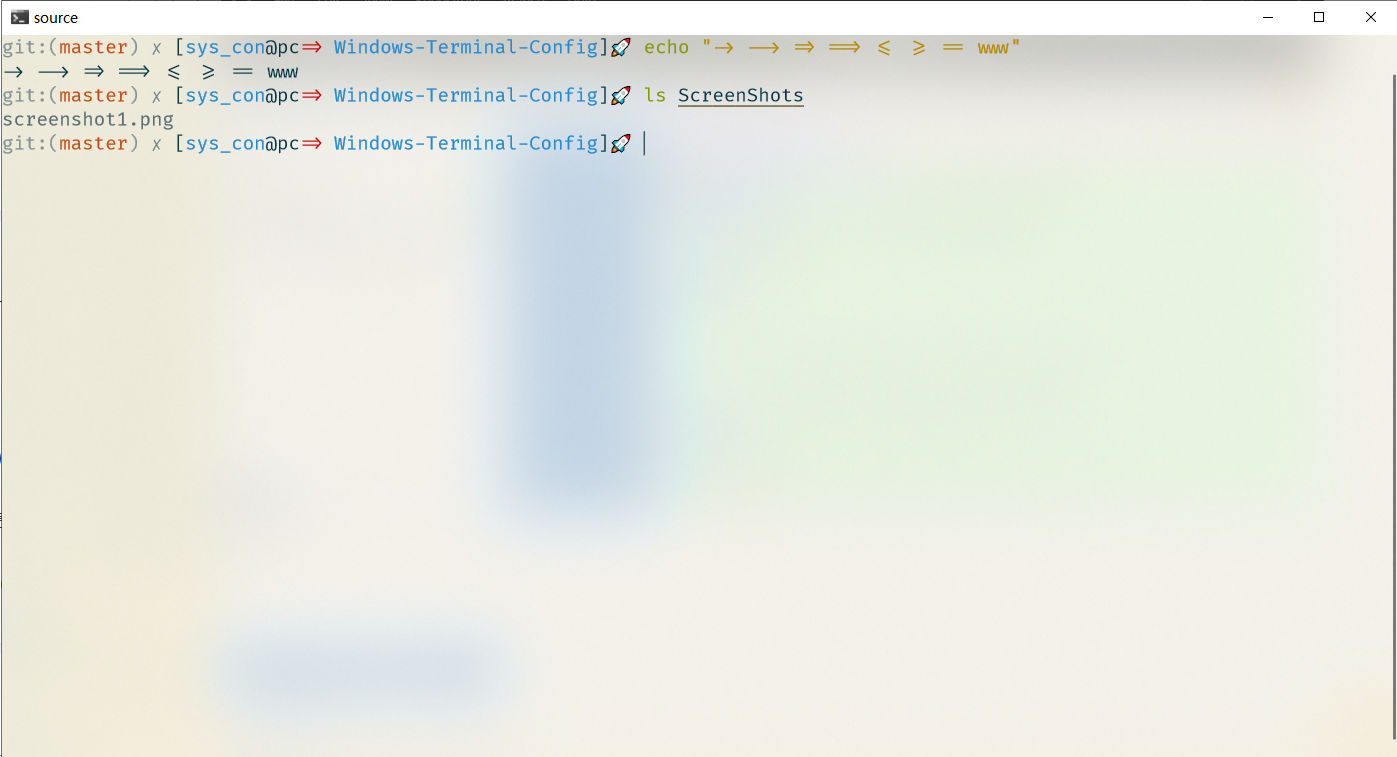 source
git:(master) ✗ [sys_con@pc=> Windows-Terminal-Config]🚀 echo "-> --> => ==> <= >= == www"
-> --> => ==> <= >= == www
git:(master) ✗ [sys_con@pc=> Windows-Terminal-Config]🚀 ls ScreenShots
screenshot1.png
git:(master) ✗ [sys_con@pc=> Windows-Terminal-Config]🚀